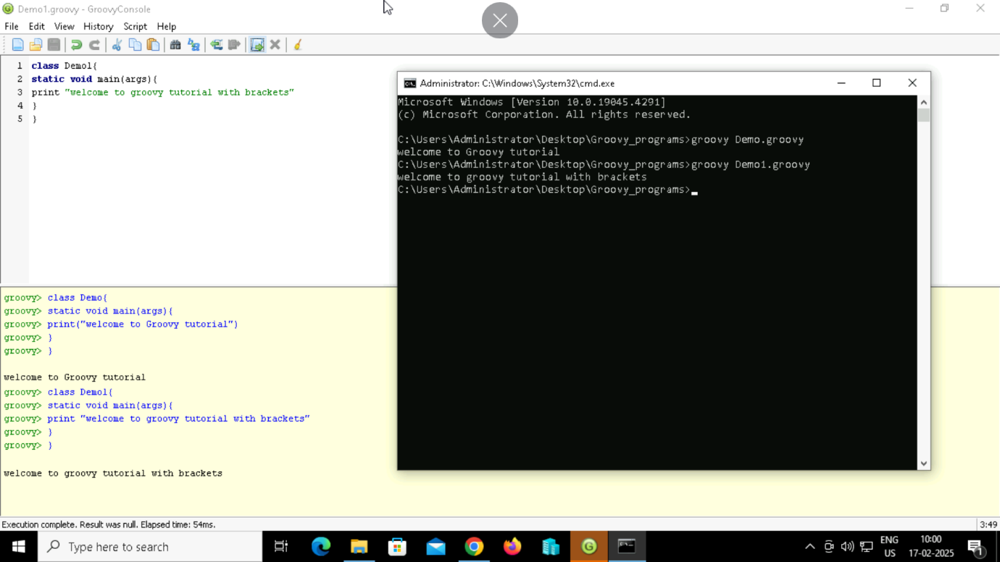 Demo1.groovy - GroovyConsole
File Edit View History Script Help
1 class Demo1{
2 static void main(args){
3 print "welcome to groovy tutorial with brackets"
4 }
5 }
Administrator: C:\Windows\System32\cmd.exe
Microsoft Windows [Version 10.0.19045.4291]
(c) Microsoft Corporation. All rights reserved.
C:\Users\Administrator\Desktop\Groovy_programs>groovy Demo.groovy
welcome to Groovy tutorial
C:\Users\Administrator\Desktop\Groovy_programs>groovy Demo1.groovy
welcome to groovy tutorial with brackets
C:\Users\Administrator\Desktop\Groovy_programs>
groovy> class Demo{
groovy> static void main(args){
groovy> print("welcome to Groovy tutorial")
groovy> }
groovy> }
welcome to Groovy tutorial
groovy> class Demo1{
groovy> static void main(args){
groovy> print "welcome to groovy tutorial with brackets"
groovy> }
groovy> }
welcome to groovy tutorial with brackets
Execution complete. Result was null. Elapsed time: 54ms.
3:49
Type here to search
ENG
US
10:00
17-02-2025
1